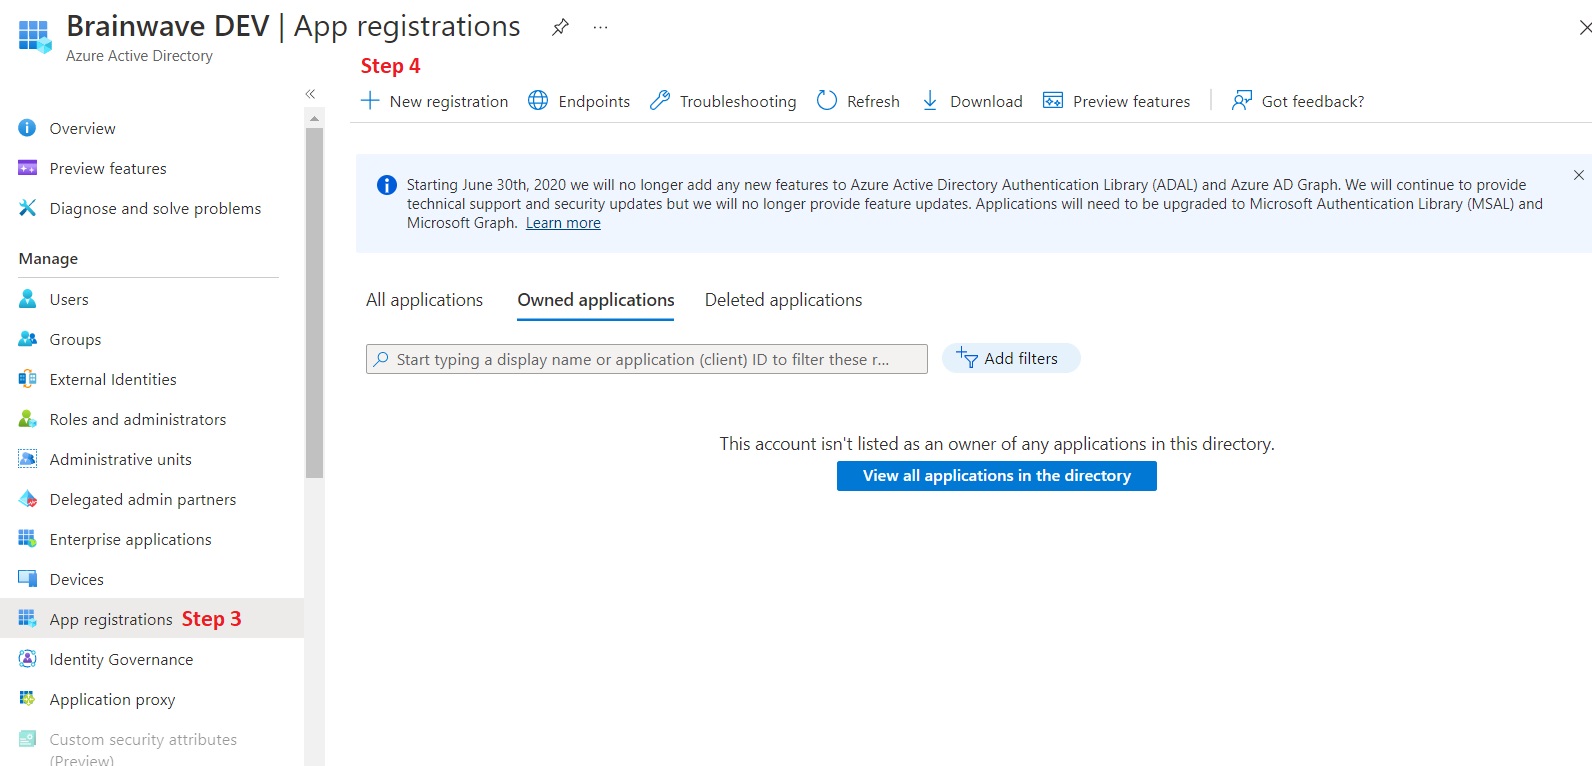 Brainwave DEV | App registrations
Azure Active Directory
Step 4
New registration Endpoints Troubleshooting Refresh Download Preview features Got feedback?
Overview
Preview features
Diagnose and solve problems
Manage
Users
Groups
External Identities
Roles and administrators
Administrative units
Delegated admin partners
Enterprise applications
Devices
App registrations Step 3
Identity Governance
Application proxy
Custom security attributes
(Preview)
Starting June 30th, 2020 we will no longer add any new features to Azure Active Directory Authentication Library (ADAL) and Azure AD Graph. We will continue to provide
technical support and security updates but we will no longer provide feature updates. Applications will need to be upgraded to Microsoft Authentication Library (MSAL) and
Microsoft Graph. Learn more
All applications Owned applications Deleted applications
Start typing a display name or application (client) ID to filter these r... Add filters
This account isn't listed as an owner of any applications in this directory.
View all applications in the directory